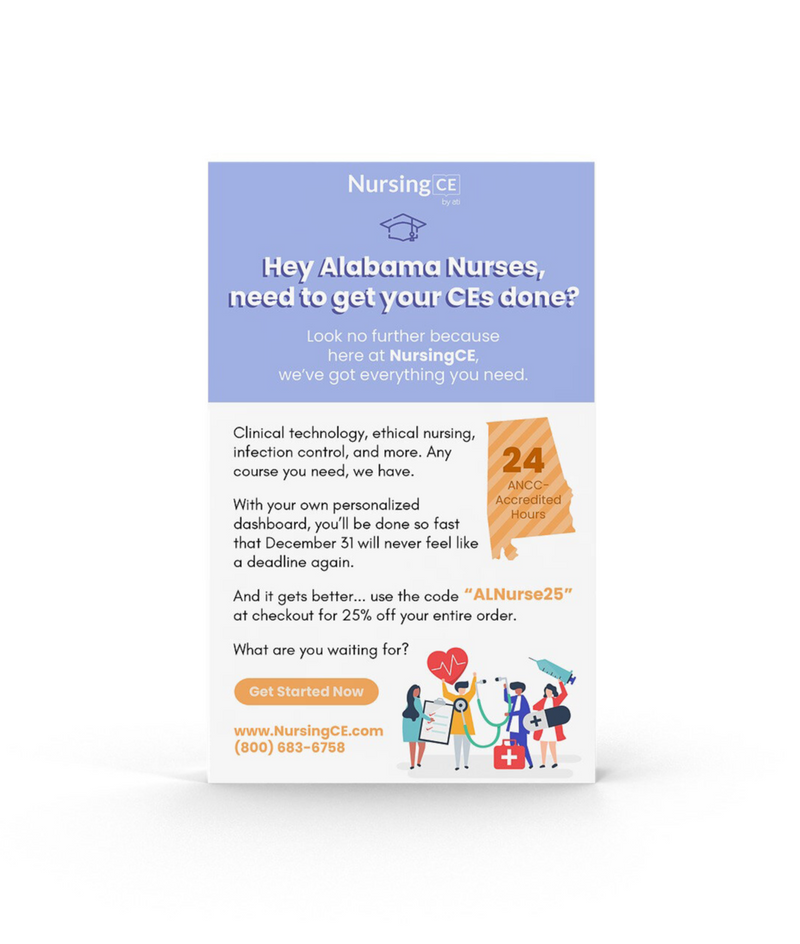 Nursing CE
by ati
Hey Alabama Nurses,
need to get your CEs done?
Look no further because
here at NursingCE,
we've got everything you need.
Clinical technology, ethical nursing,
infection control, and more. Any
course you need, we have.
24
ANCC-
Accredited
Hours
With your own personalized
dashboard, you'll be done so fast
that December 31 will never feel like
a deadline again.
And it gets better... use the code “ALNurse25”
at checkout for 25% off your entire order.
What are you waiting for?
Get Started Now
www.NursingCE.com
(800) 683-6758